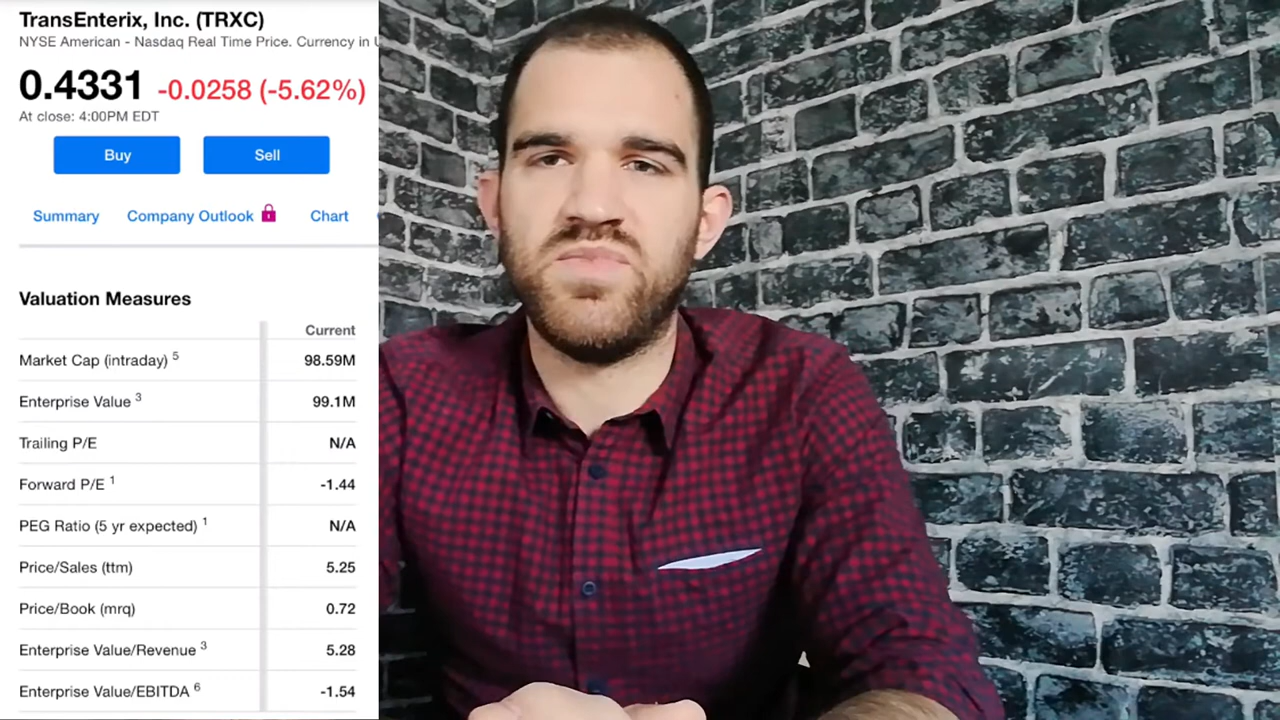 TransEnterix, Inc. (TRXC)
NYSE American - Nasdaq Real Time Price. Currency in
0.4331 -0.0258 (-5.62%)
At close: 4:00PM EDT
Buy Sell
Summary Company Outlook Chart
Valuation Measures
Current
Market Cap (intraday) 5 98.59M
Enterprise Value 3 99.1M
Trailing P/E N/A
Forward P/E 1 -1.44
PEG Ratio (5 yr expected) 1 N/A
Price/Sales (ttm) 5.25
Price/Book (mrq) 0.72
Enterprise Value/Revenue 3 5.28
Enterprise Value/EBITDA 6 -1.54